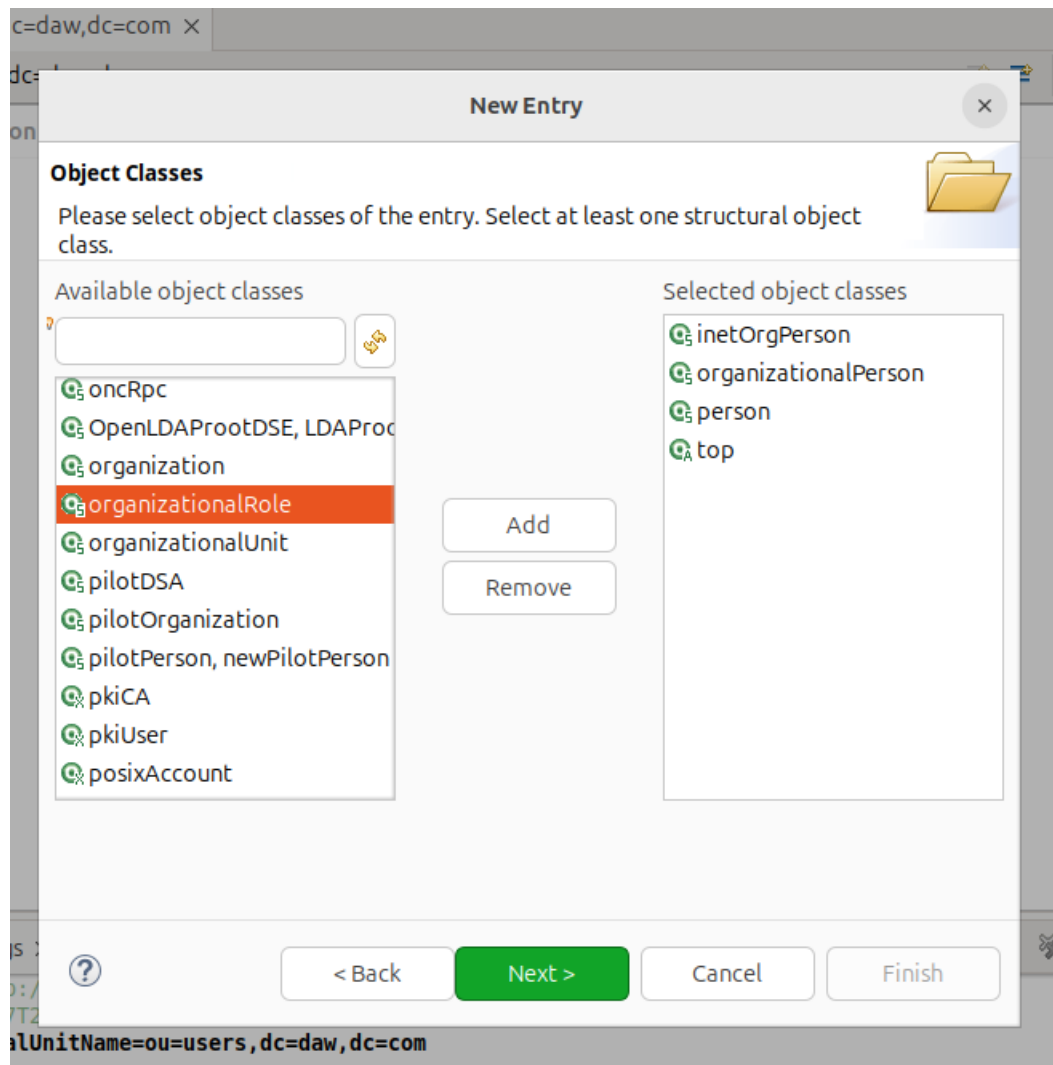 c=daw,dc=com
dc=
New Entry
on
Object Classes
Please select object classes of the entry. Select at least one structural object
class.
Available object classes
Selected object classes
oncRpc
OpenLDAProotDSE, LDAProo
organization
organizationalRole
organizationalUnit
pilotDSA
pilotOrganization
pilotPerson, newPilotPerson
pkiCA
pkiUser
posixAccount
Add
Remove
inetOrgPerson
organizationalPerson
person
top
gs
< Back
Next >
Cancel
Finish
alUnitName=ou=users,dc=daw,dc=com